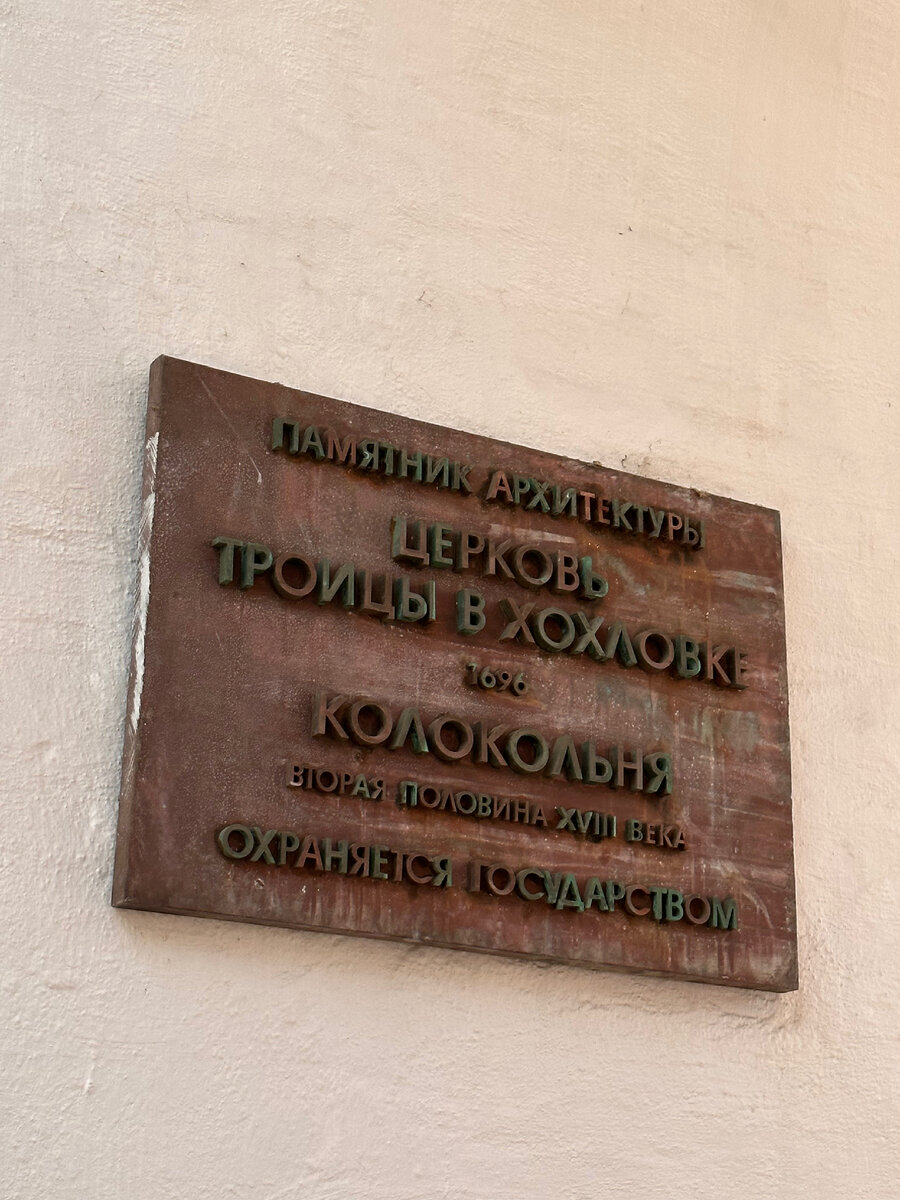 ПАМЯТНИК АРХИТЕКТУРЫ
ЦЕРКОВЬ
ТРОИЦЫ В ХОХЛОВКЕ
1696
КОЛОКОЛЬНЯ
ВТОРАЯ ПОЛОВИНА XVIII ВЕКА
ОХРАНЯЕТСЯ ГОСУДАРСТВОМ